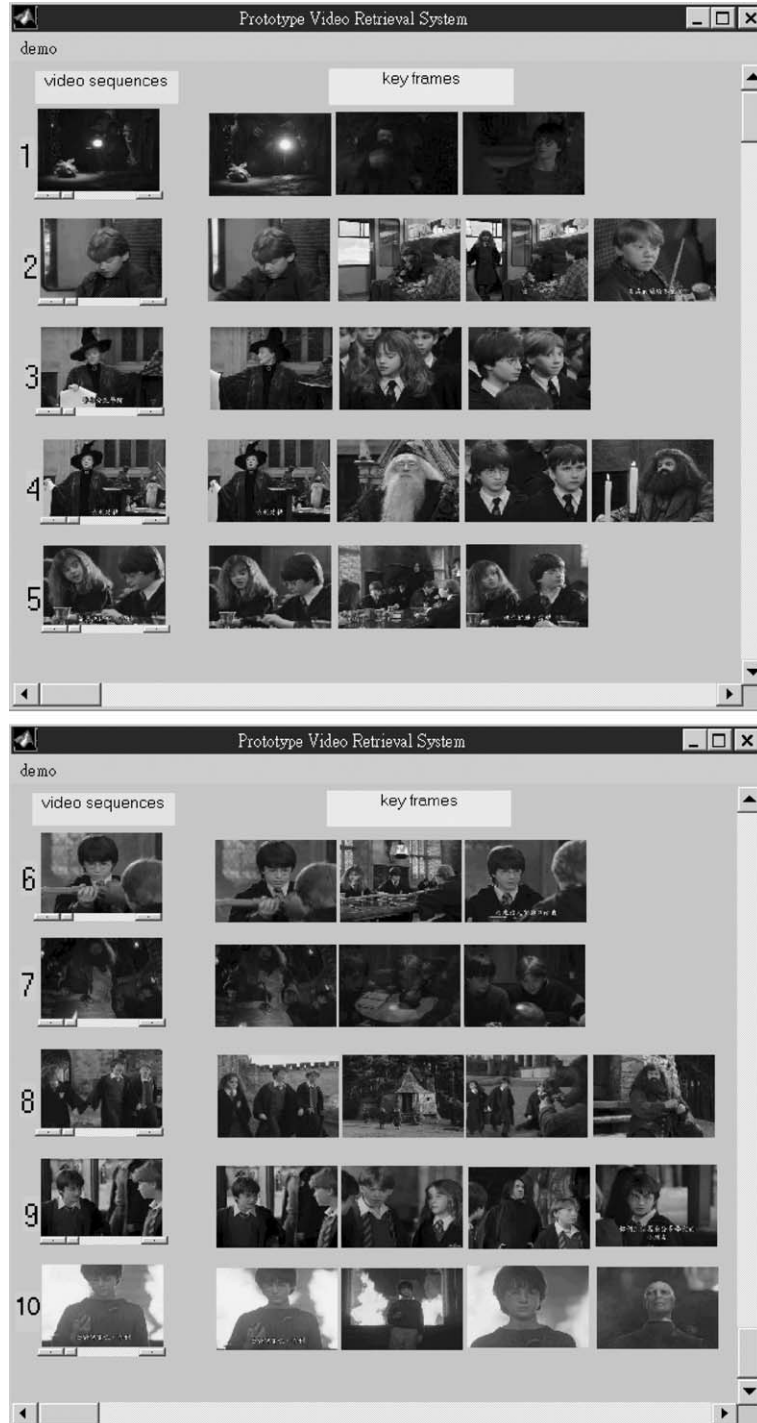 Prototype Video Retrieval System
demo
video sequences
key frames
1
2
3
4
5
Prototype Video Retrieval System
demo
video sequences
key frames
6
7
8
9
10